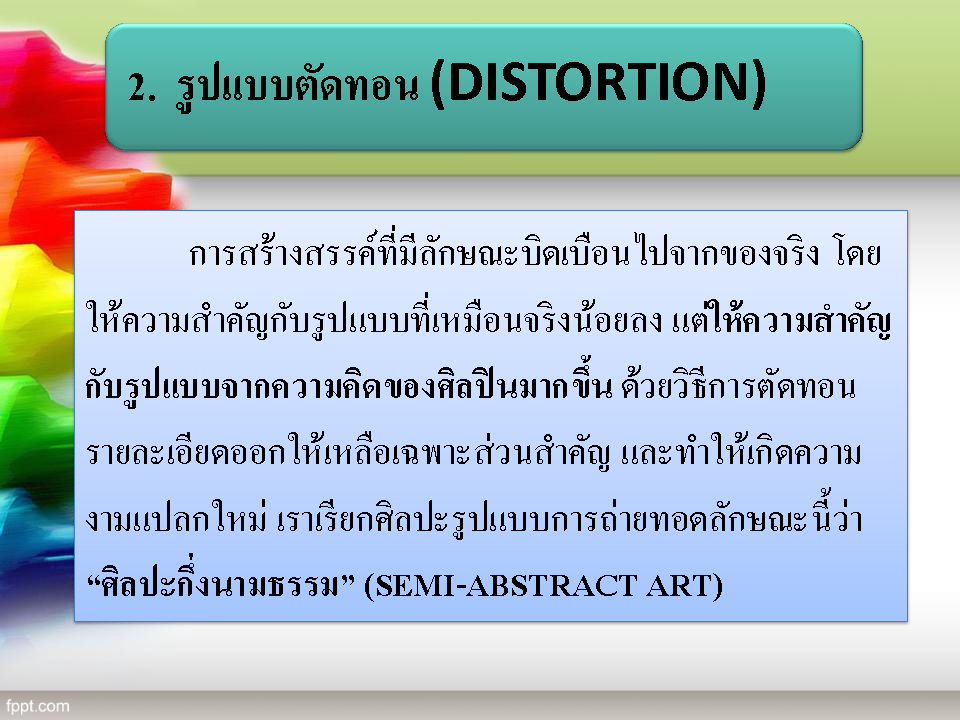 2. รูปแบบตัดทอน (DISTORTION)
การสร้างสรรค์ที่มีลักษณะบิดเบือนไปจากของจริง โดย
ให้ความสำคัญกับรูปแบบที่เหมือนจริงน้อยลง แต่ให้ความสำคัญ
กับรูปแบบจากความคิดของศิลปินมากขึ้น ด้วยวิธีการตัดทอน
รายละเอียดออกให้เหลือเฉพาะส่วนสำคัญ และทำให้เกิดความ
งามแปลกใหม่ เราเรียกศิลปะรูปแบบการถ่ายทอดลักษณะนี้ว่า
“ศิลปะกึ่งนามธรรม” (SEMI-ABSTRACT ART)
fppt.com